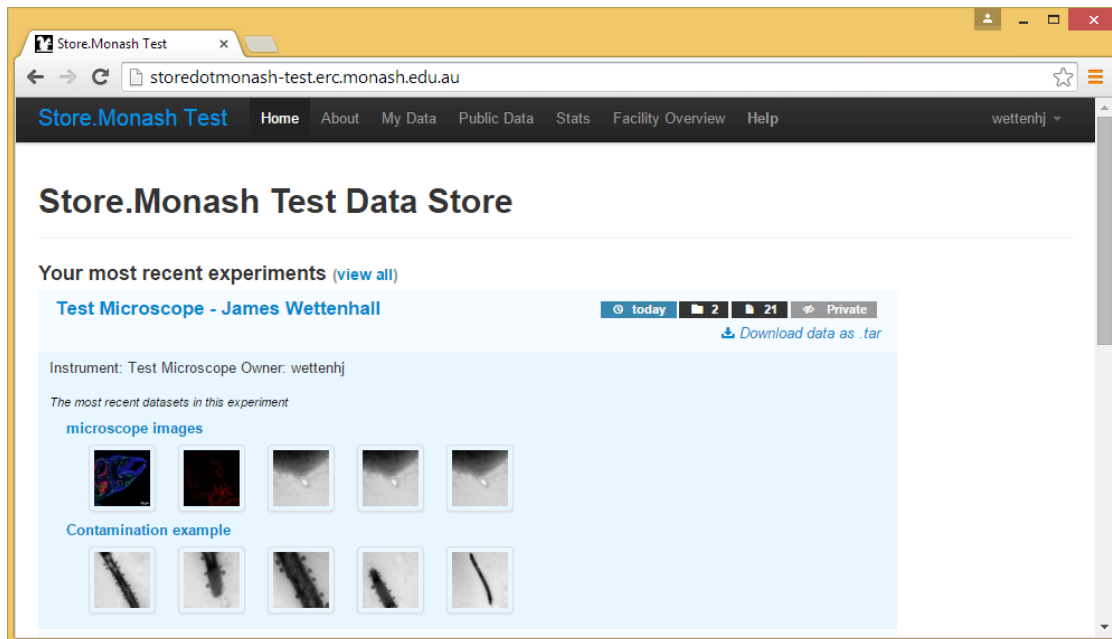 Store.Monash Test
storedotmonash-test.erc.monash.edu.au
Store.Monash Test Home About My Data Public Data Stats Facility Overview Help wettenhj
Store.Monash Test Data Store
Your most recent experiments (view all)
Test Microscope - James Wettenhall today 2 21 Private
Download data as .tar
Instrument: Test Microscope Owner: wettenhj
The most recent datasets in this experiment
microscope images
Contamination example